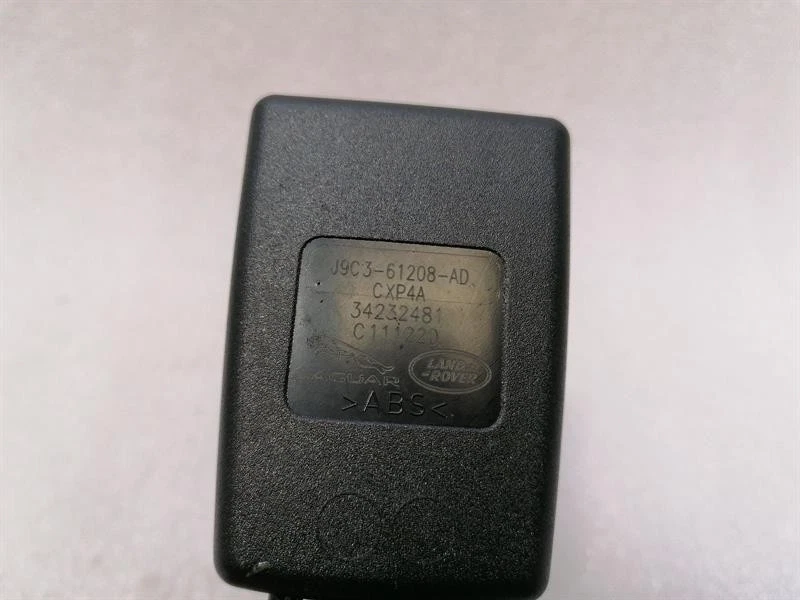 J9C3-61208-AD
CXP4A
34232481
C111220
JAGUAR
LAND-
-ROVER
>ABS<